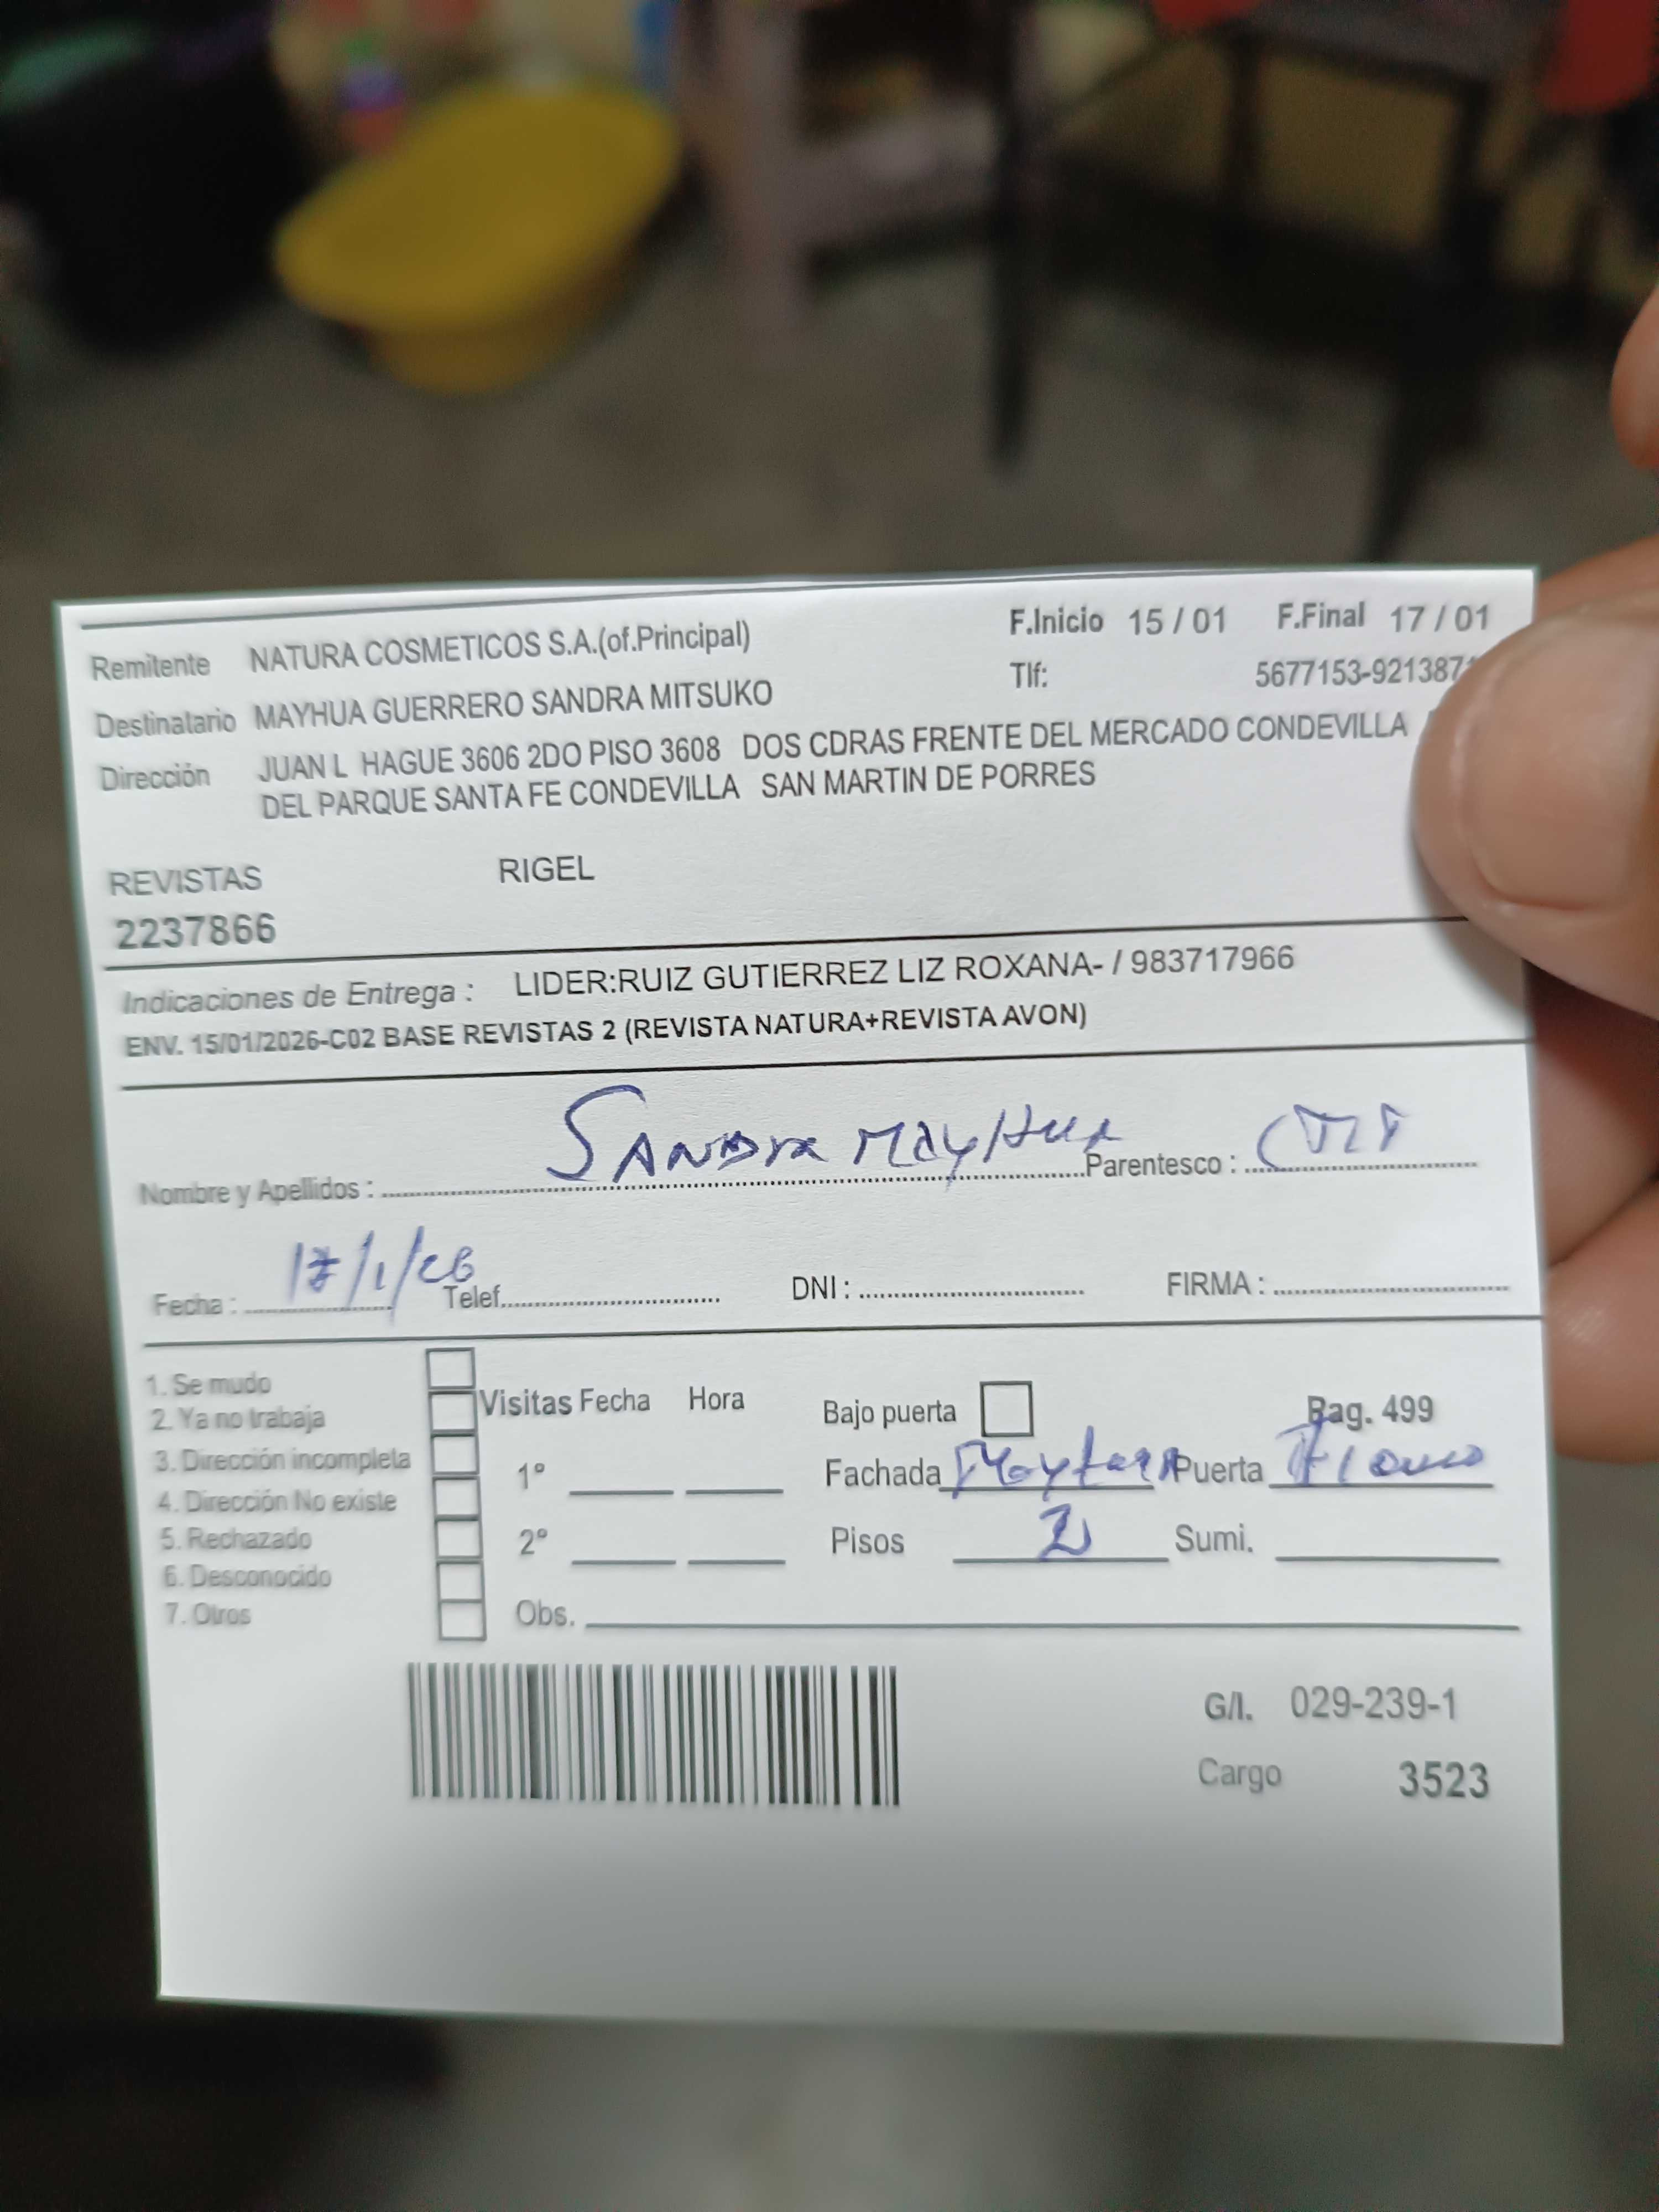 Remitente NATURA COSMETICOS S.A.(of.Principal) F.Inicio 15 / 01 F.Final 17 / 01
Destinatario MAYHUA GUERRERO SANDRA MITSUKO Tlf: 5677153-921387
Dirección JUAN L HAGUE 3606 2DO PISO 3608 DOS CDRAS FRENTE DEL MERCADO CONDEVILLA
DEL PARQUE SANTA FE CONDEVILLA SAN MARTIN DE PORRES
REVISTAS RIGEL
2237866
Indicaciones de Entrega : LIDER:RUIZ GUTIERREZ LIZ ROXANA- / 983717966
ENV. 15/01/2026-C02 BASE REVISTAS 2 (REVISTA NATURA+REVISTA AVON)
Nombre y Apellidos : SANDRA MAYHUA Parentesco :
Fecha : 17/1/26 Telef. DNI : FIRMA :
1. Se mudo
2. Ya no trabaja Visitas Fecha Hora Bajo puerta Pag. 499
3. Dirección incompleta 1º Fachada Puerta
4. Dirección No existe
5. Rechazado 2º Pisos 2 Sumi.
6. Desconocido
7. Otros Obs.
G/I. 029-239-1
Cargo 3523